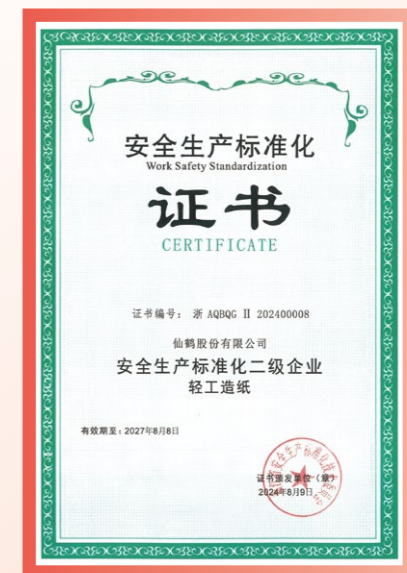 安全生产标准化
Work Safety Standardization
证书
CERTIFICATE
证书编号： 浙 AQBQG Ⅱ 202400008
仙鹤股份有限公司
安全生产标准化二级企业
轻工造纸
有效期至：2027年8月8日
证书颁发单位（章）
2024年8月9日